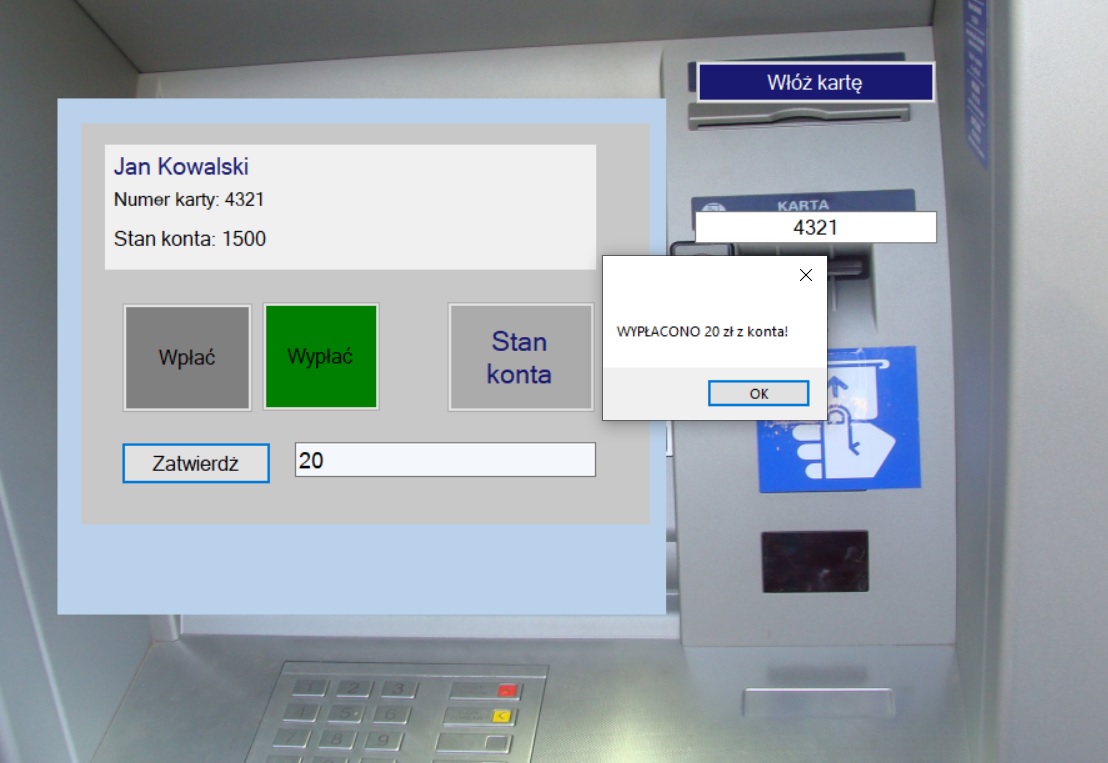 Włóż kartę
Jan Kowalski
Numer karty: 4321
Stan konta: 1500
KARTA
4321
WYPŁACONO 20 zł z konta!
OK
Wpłać
Wypłać
Stan
konta
Zatwierdź
20
1 2 3
4 5 6
7 8 9